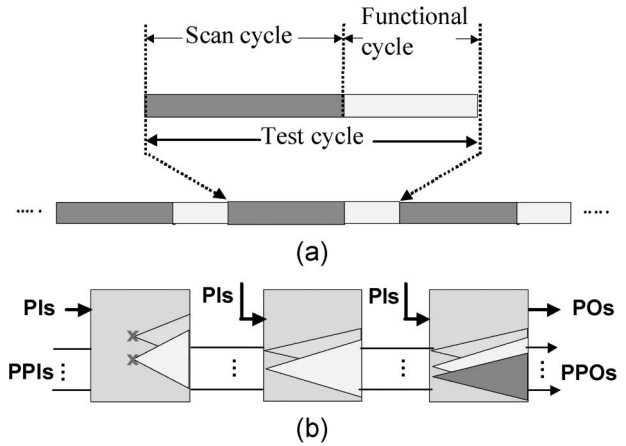 Scan cycle
Functional
cycle
Test cycle
(a)
PIs
PIs
PIs
POs
PPIs
PPOs
(b)